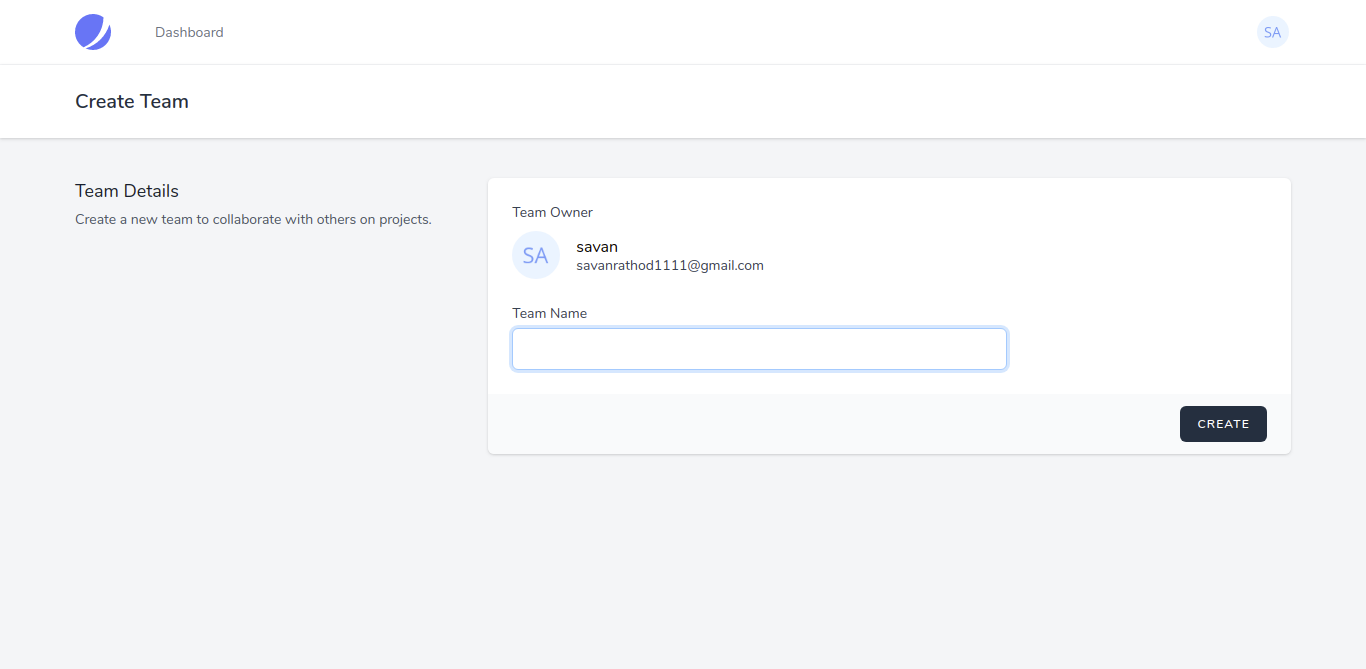 Dashboard
SA
Create Team
Team Details
Create a new team to collaborate with others on projects.
Team Owner
SA
savan
savanrathod1111@gmail.com
Team Name
CREATE